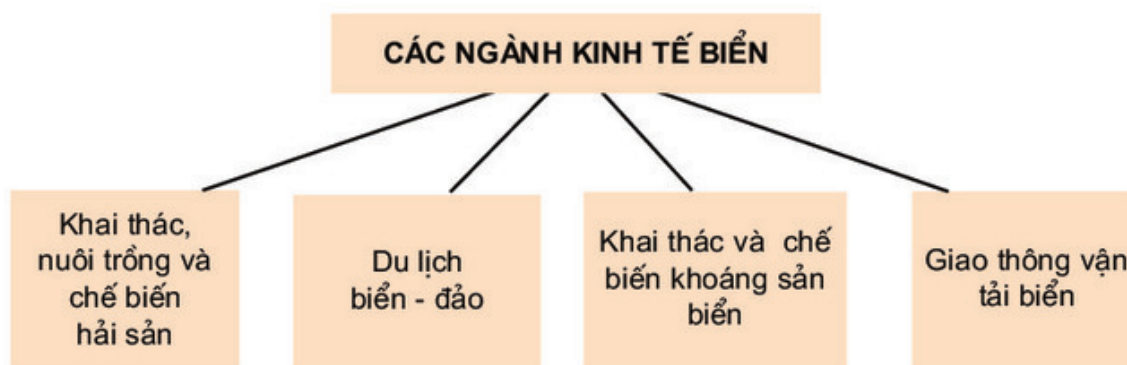 CÁC NGÀNH KINH TẾ BIỂN
Khai thác,
nuôi trồng và
chế biến
hải sản
Du lịch
biển - đảo
Khai thác và chế
biến khoáng sản
biển
Giao thông vận
tải biển